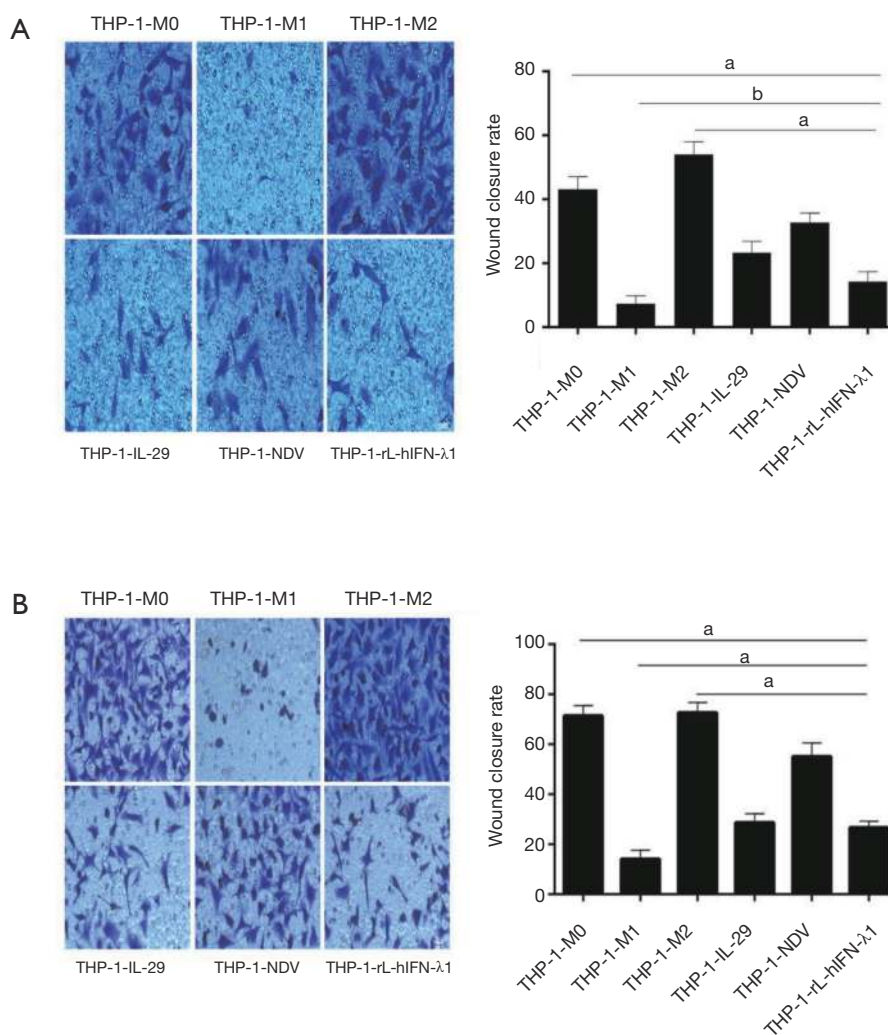 A
THP-1-M0 THP-1-M1 THP-1-M2
THP-1-IL-29 THP-1-NDV THP-1-rL-hIFN-λ1
Wound closure rate
80
60
40
20
0
a
b
a
THP-1-M0
THP-1-M1
THP-1-M2
THP-1-IL-29
THP-1-NDV
THP-1-rL-hIFN-λ1
B
THP-1-M0 THP-1-M1 THP-1-M2
THP-1-IL-29 THP-1-NDV THP-1-rL-hIFN-λ1
Wound closure rate
100
80
60
40
20
0
a
a
a
THP-1-M0
THP-1-M1
THP-1-M2
THP-1-IL-29
THP-1-NDV
THP-1-rL-hIFN-λ1